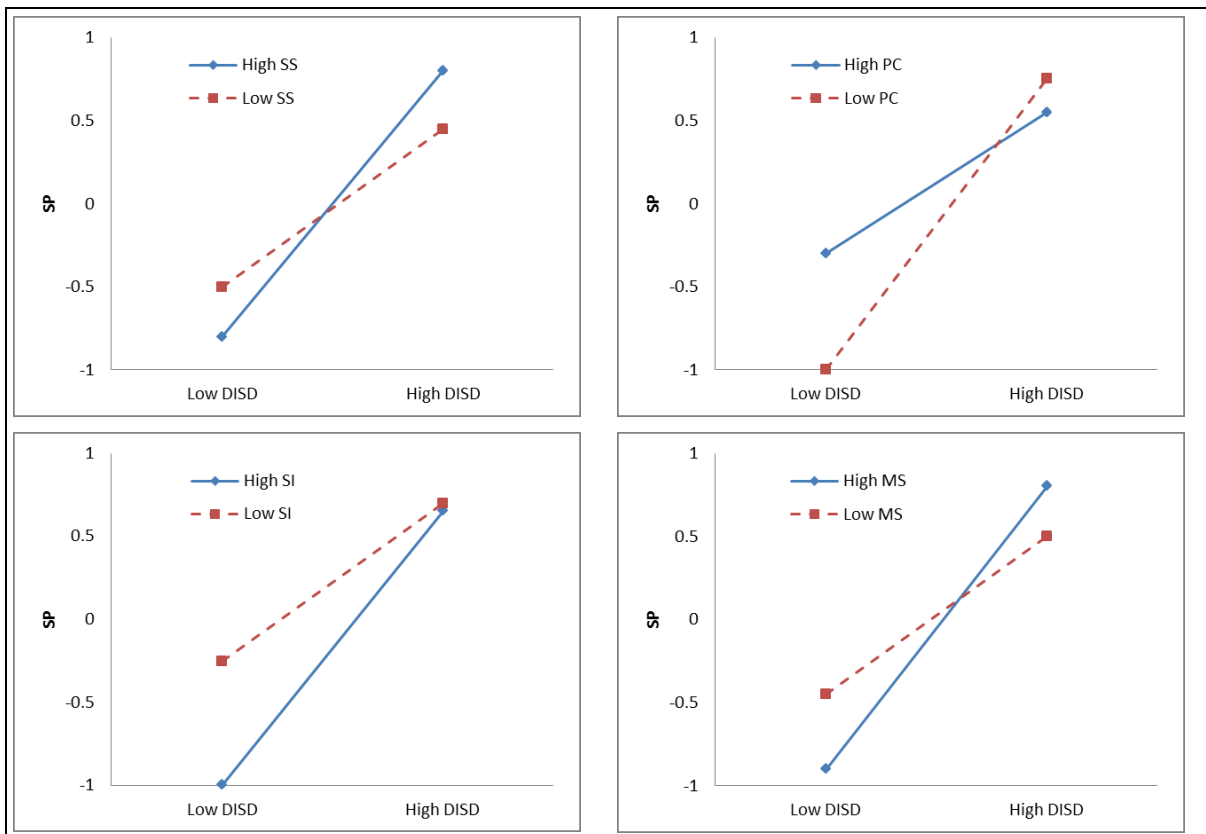 1
High SS
Low SS
0.5
SP
0
-0.5
-1
Low DISD High DISD
1
High PC
Low PC
0.5
SP
0
-0.5
-1
Low DISD High DISD
1
High SI
Low SI
0.5
SP
0
-0.5
-1
Low DISD High DISD
1
High MS
Low MS
0.5
SP
0
-0.5
-1
Low DISD High DISD